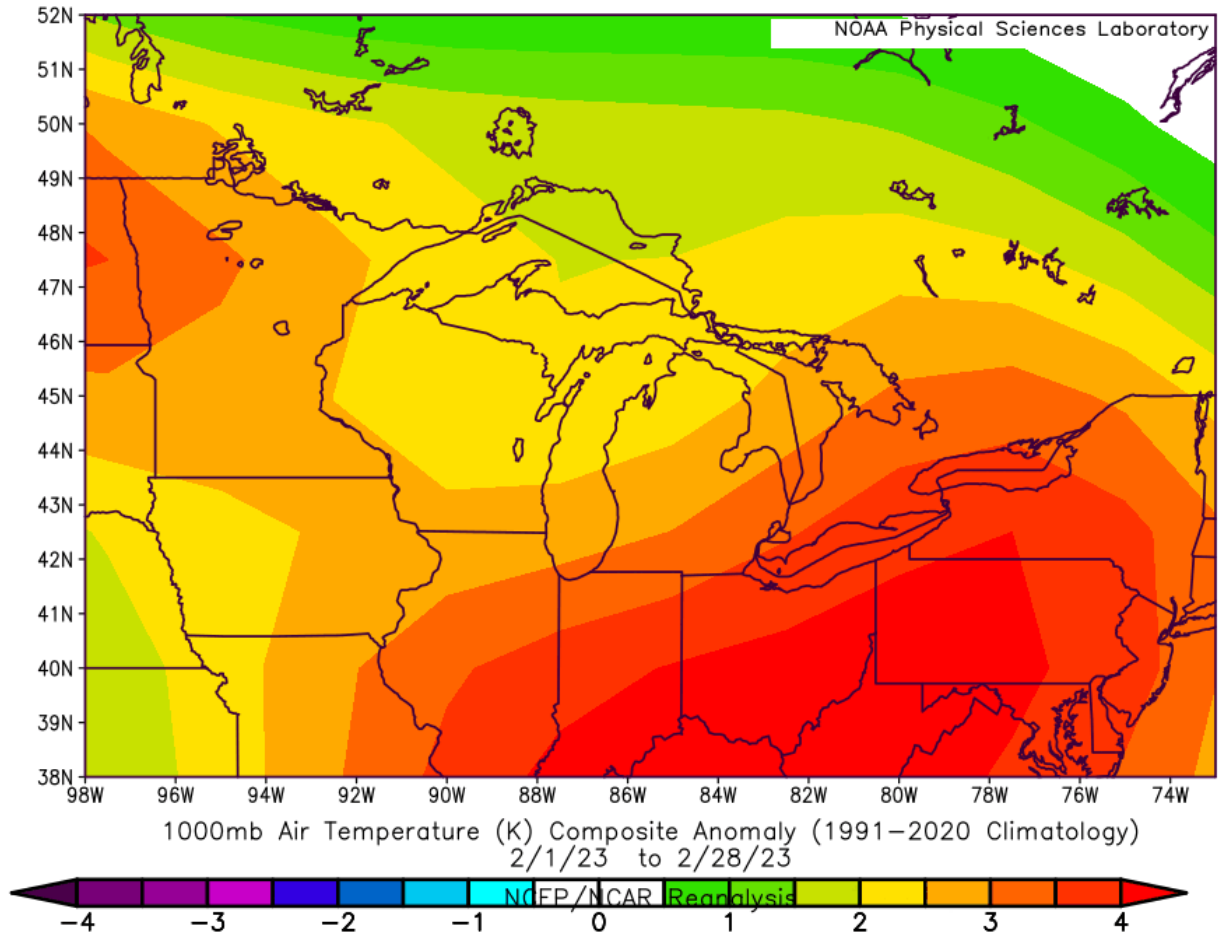 52N
NOAA Physical Sciences Laboratory
51N
50N
49N
48N
47N
46N
45N
44N
43N
42N
41N
40N
39N
38N
98W 96W 94W 92W 90W 88W 86W 84W 82W 80W 78W 76W 74W
1000mb Air Temperature (K) Composite Anomaly (1991-2020 Climatology)
2/1/23 to 2/28/23
NCEP/NCAR Reanalysis
-4 -3 -2 -1 0 1 2 3 4